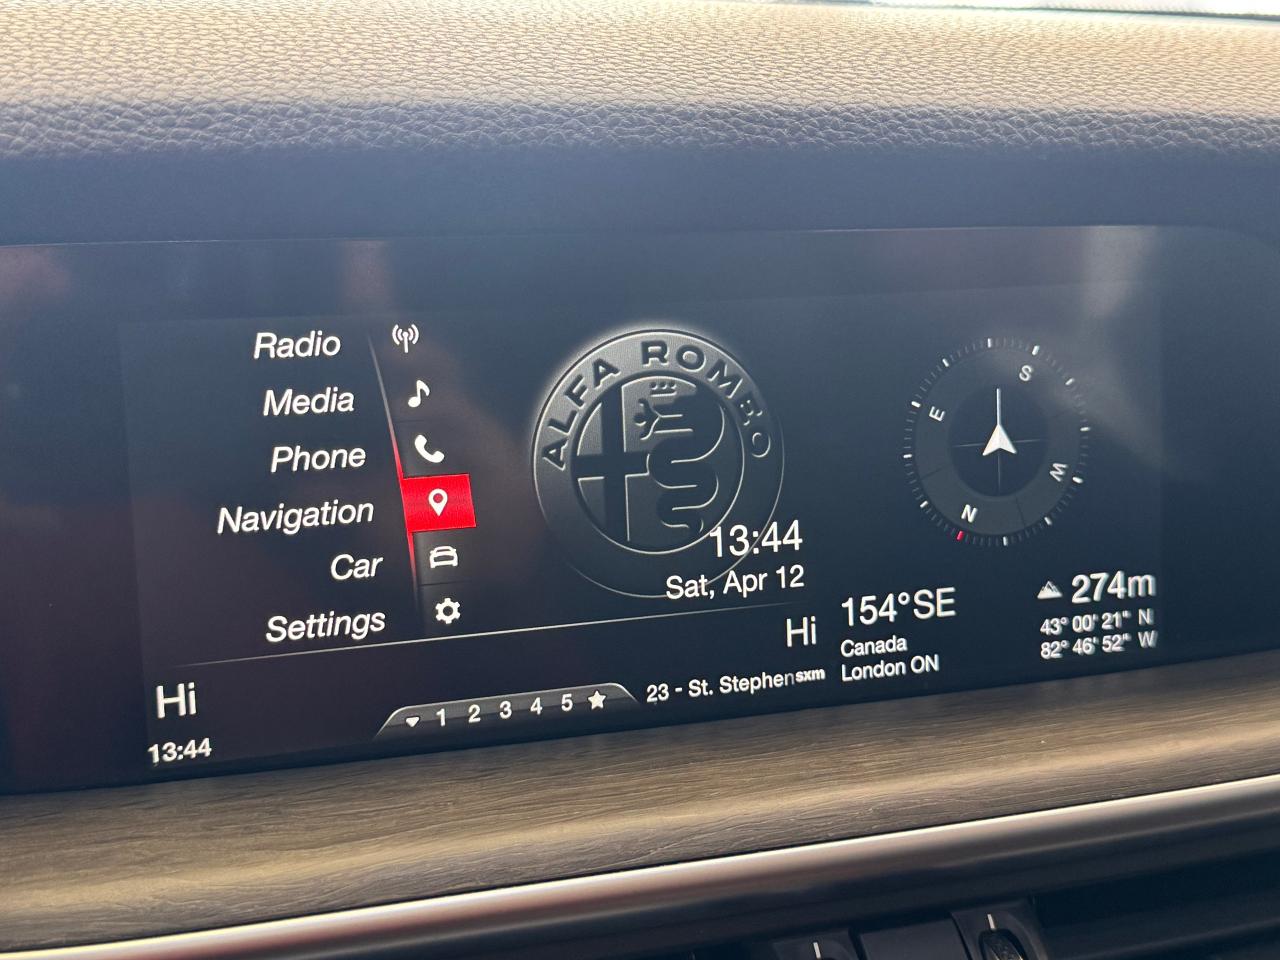 Radio
Media
Phone
Navigation
Car
Settings
ALFA ROMEO
13:44
Sat, Apr 12
S
E
W
N
Hi
154°SE
Canada
London ON
274m
43° 00' 21" N
82° 46' 52" W
Hi
13:44
1 2 3 4 5
23 - St. Stephen sxm